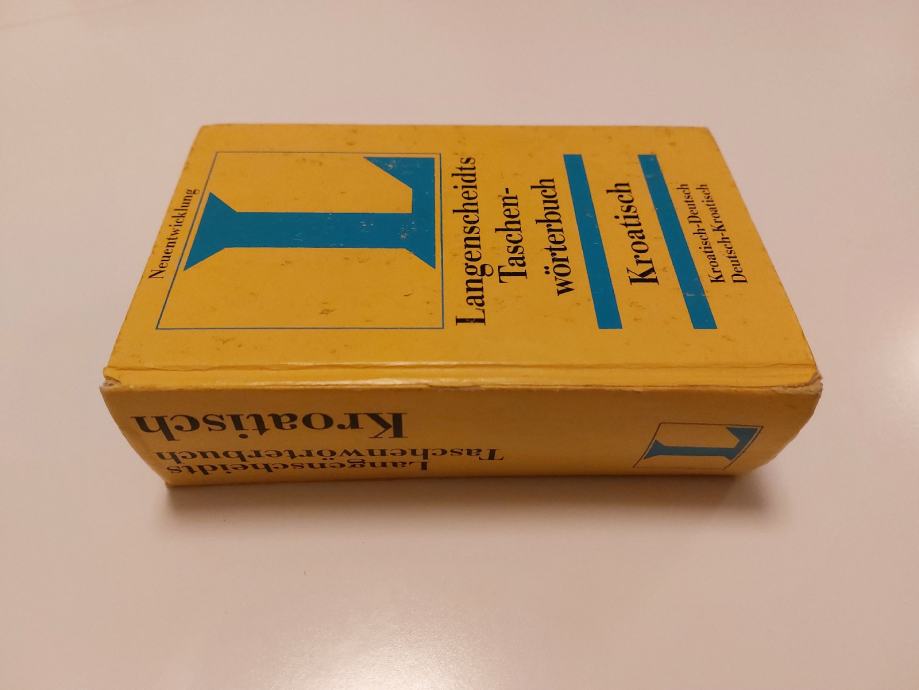 Neuentwicklung
L
Langenscheidts
Taschen-
wörterbuch
Kroatisch
Kroatisch-Deutsch
Deutsch-Kroatisch
Langenscheidts
Taschenwörterbuch
Kroatisch
L